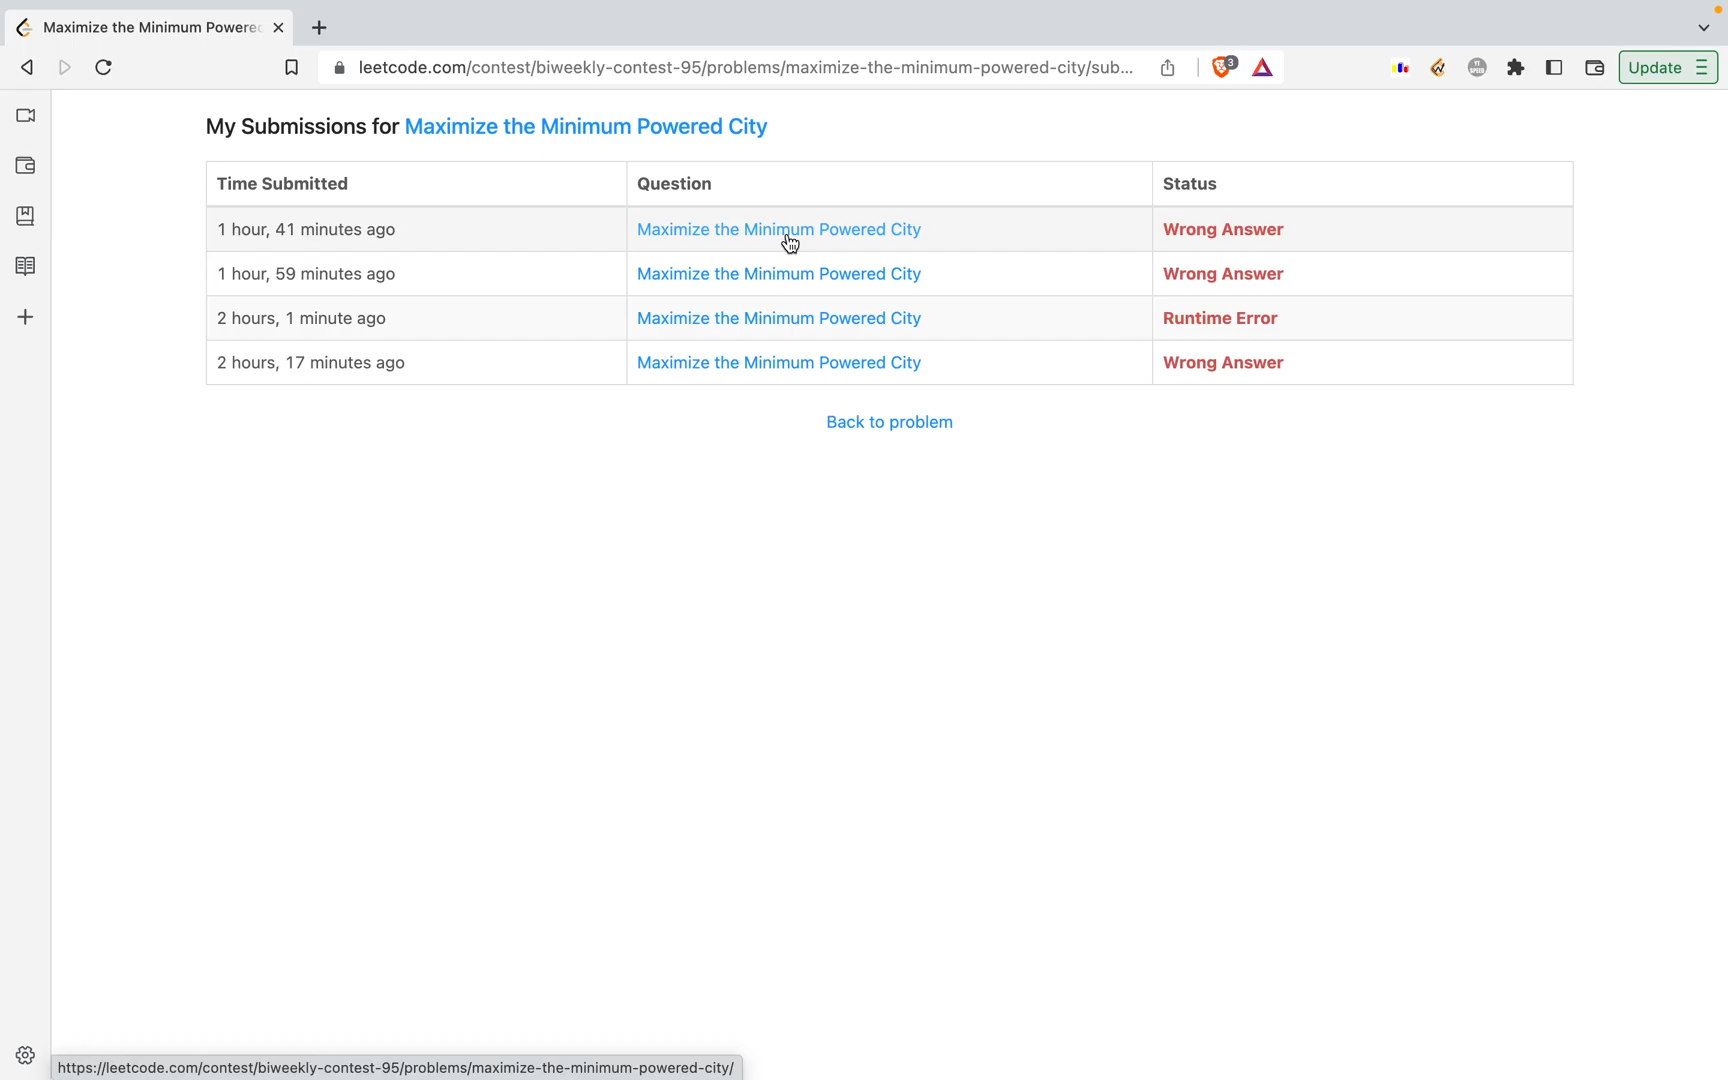 Maximize the Minimum Powere
leetcode.com/contest/biweekly-contest-95/problems/maximize-the-minimum-powered-city/sub...
3
Update
My Submissions for Maximize the Minimum Powered City
Time Submitted Question Status
1 hour, 41 minutes ago Maximize the Minimum Powered City Wrong Answer
1 hour, 59 minutes ago Maximize the Minimum Powered City Wrong Answer
2 hours, 1 minute ago Maximize the Minimum Powered City Runtime Error
2 hours, 17 minutes ago Maximize the Minimum Powered City Wrong Answer
Back to problem
https://leetcode.com/contest/biweekly-contest-95/problems/maximize-the-minimum-powered-city/